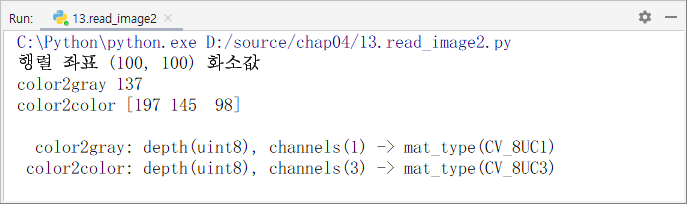 Run: 13.read_image2 ×
C:\Python\python.exe D:/source/chap04/13.read_image2.py
행렬 좌표 (100, 100) 화소값
color2gray 137
color2color [197 145  98]
color2gray: depth(uint8), channels(1) -> mat_type(CV_8UC1)
color2color: depth(uint8), channels(3) -> mat_type(CV_8UC3)